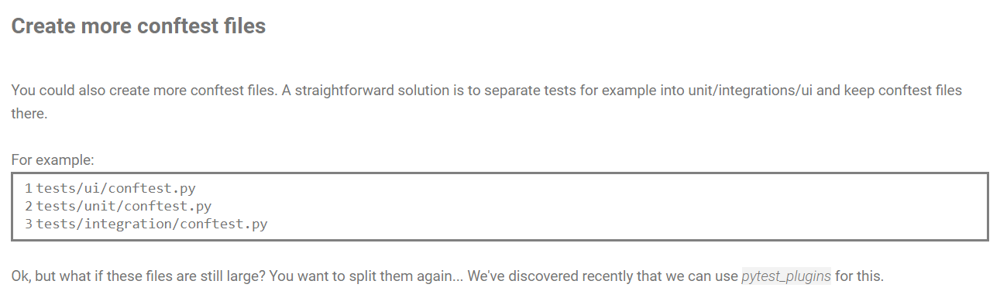 Create more conftest files
You could also create more conftest files. A straightforward solution is to separate tests for example into unit/integrations/ui and keep conftest files
there.
For example:
1 tests/ui/conftest.py
2 tests/unit/conftest.py
3 tests/integration/conftest.py
Ok, but what if these files are still large? You want to split them again... We've discovered recently that we can use pytest_plugins for this.